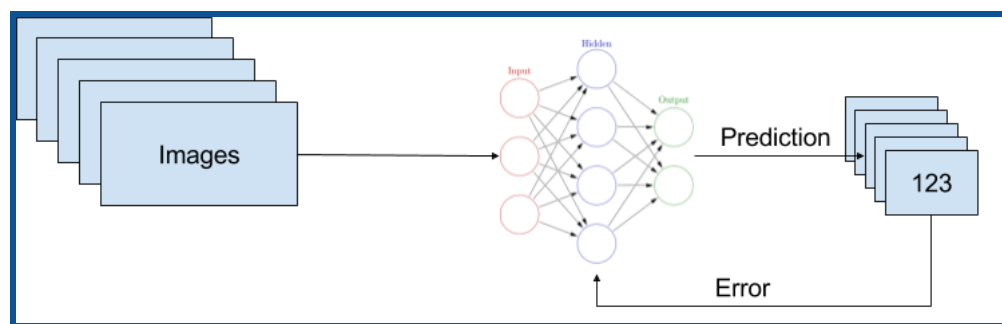 Hidden
Input
Output
Images
Prediction
123
Error